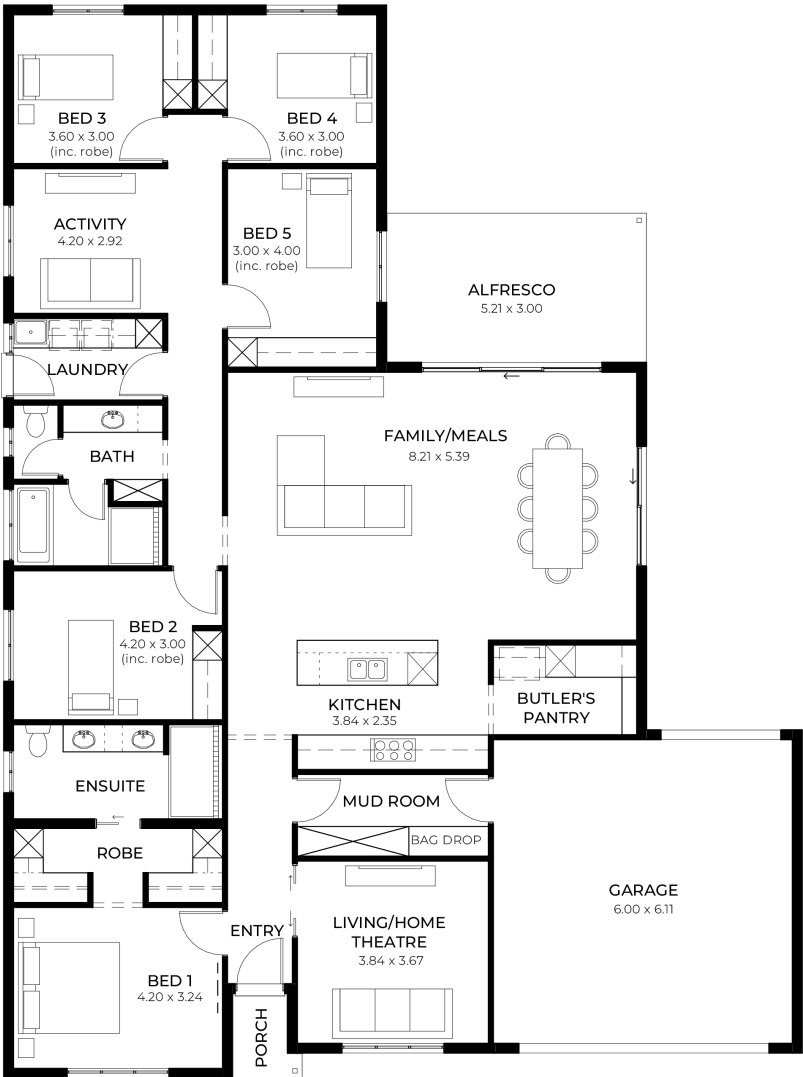 BED 3
3.60 x 3.00
(inc. robe)
BED 4
3.60 x 3.00
(inc. robe)
ACTIVITY
4.20 x 2.92
BED 5
3.00 x 4.00
(inc. robe)
ALFRESCO
5.21 x 3.00
LAUNDRY
BATH
FAMILY/MEALS
8.21 x 5.39
BED 2
4.20 x 3.00
(inc. robe)
KITCHEN
3.84 x 2.35
BUTLER'S
PANTRY
ENSUITE
MUD ROOM
BAG DROP
ROBE
GARAGE
6.00 x 6.11
ENTRY
LIVING/HOME
THEATRE
3.84 x 3.67
BED 1
4.20 x 3.24
PORCH